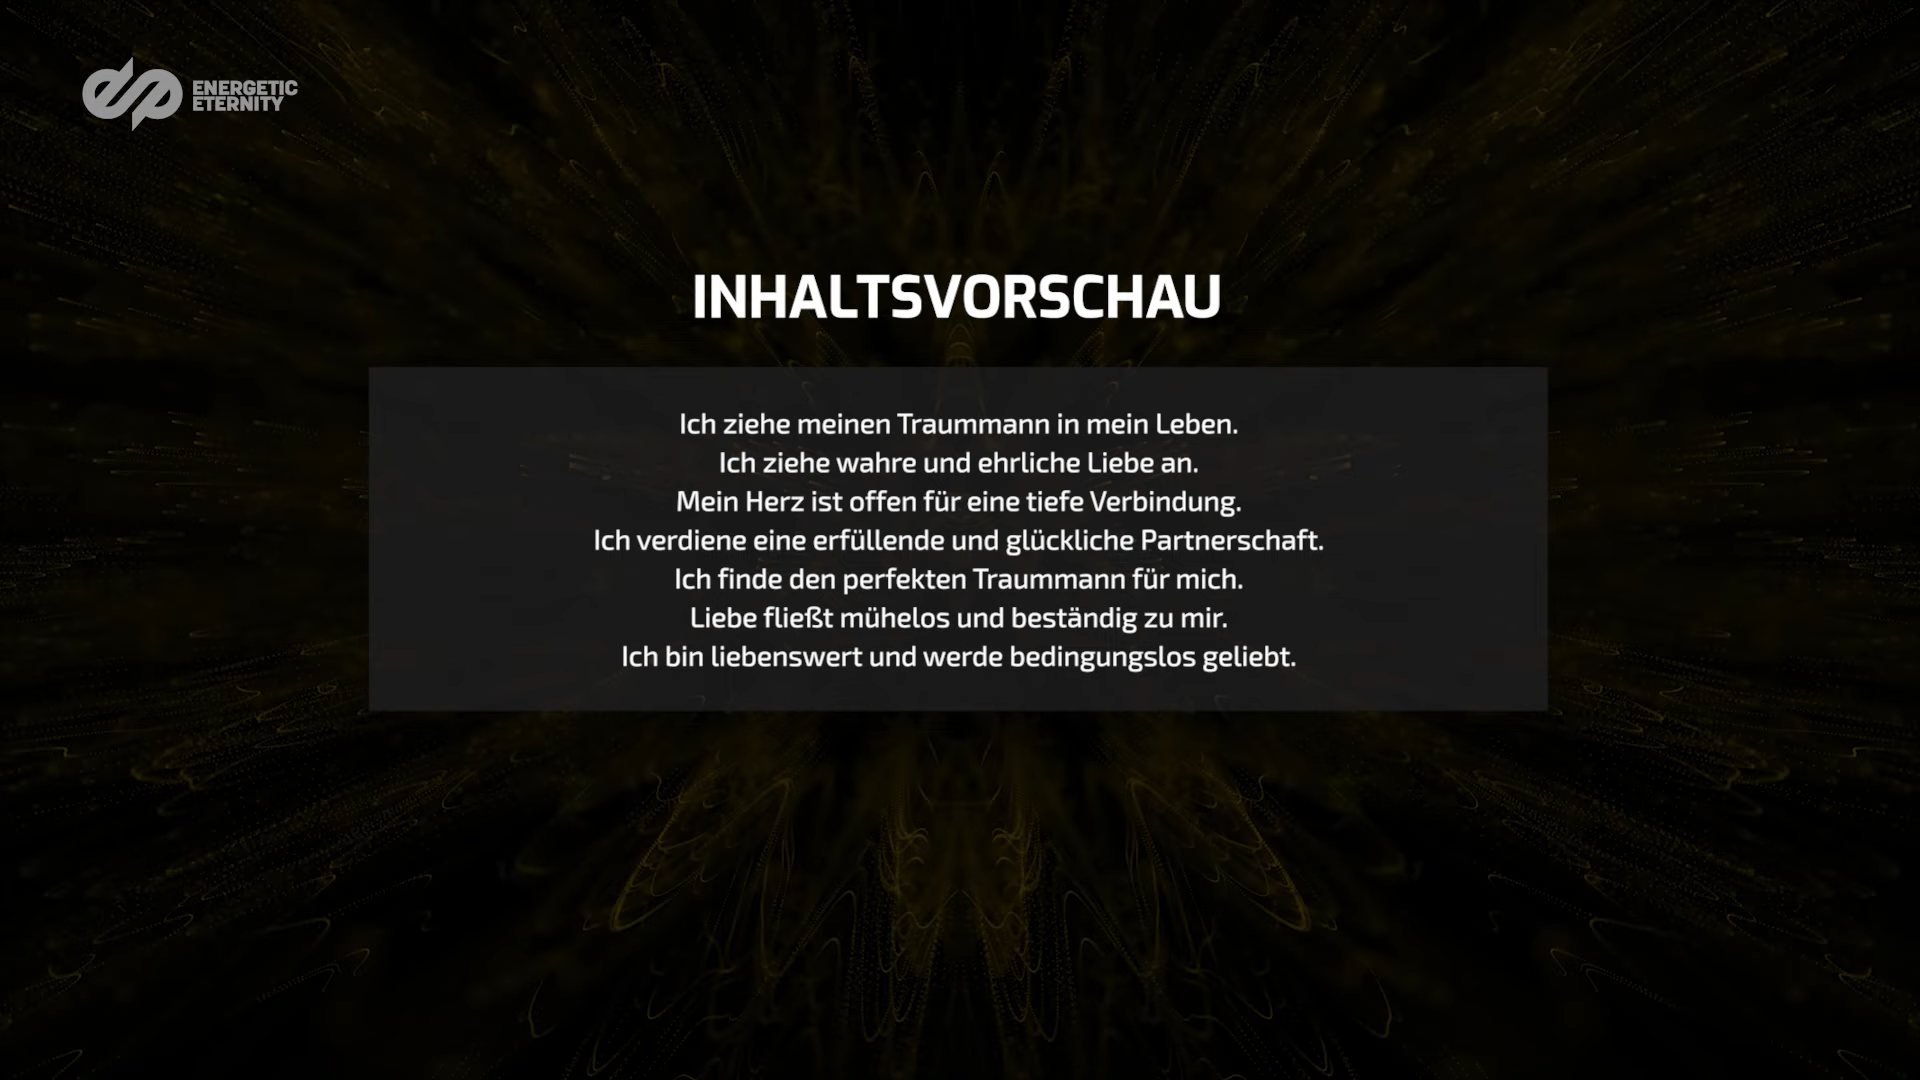 ENERGETIC
ETERNITY
INHALTSVORSCHAU
Ich ziehe meinen Traummann in mein Leben.
Ich ziehe wahre und ehrliche Liebe an.
Mein Herz ist offen für eine tiefe Verbindung.
Ich verdiene eine erfüllende und glückliche Partnerschaft.
Ich finde den perfekten Traummann für mich.
Liebe fließt mühelos und beständig zu mir.
Ich bin liebenswert und werde bedingungslos geliebt.